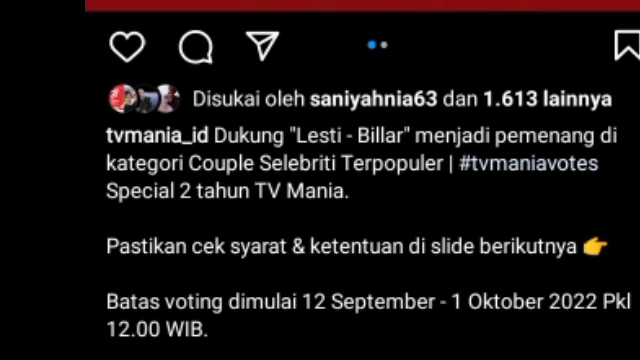 Disukai oleh saniyahnia63 dan 1.613 lainnya
tvmania_id Dukung "Lesti - Billar" menjadi pemenang di
kategori Couple Selebriti Terpopuler | #tvmaniavotes
Special 2 tahun TV Mania.
Pastikan cek syarat & ketentuan di slide berikutnya 👉
Batas voting dimulai 12 September - 1 Oktober 2022 Pkl
12.00 WIB.